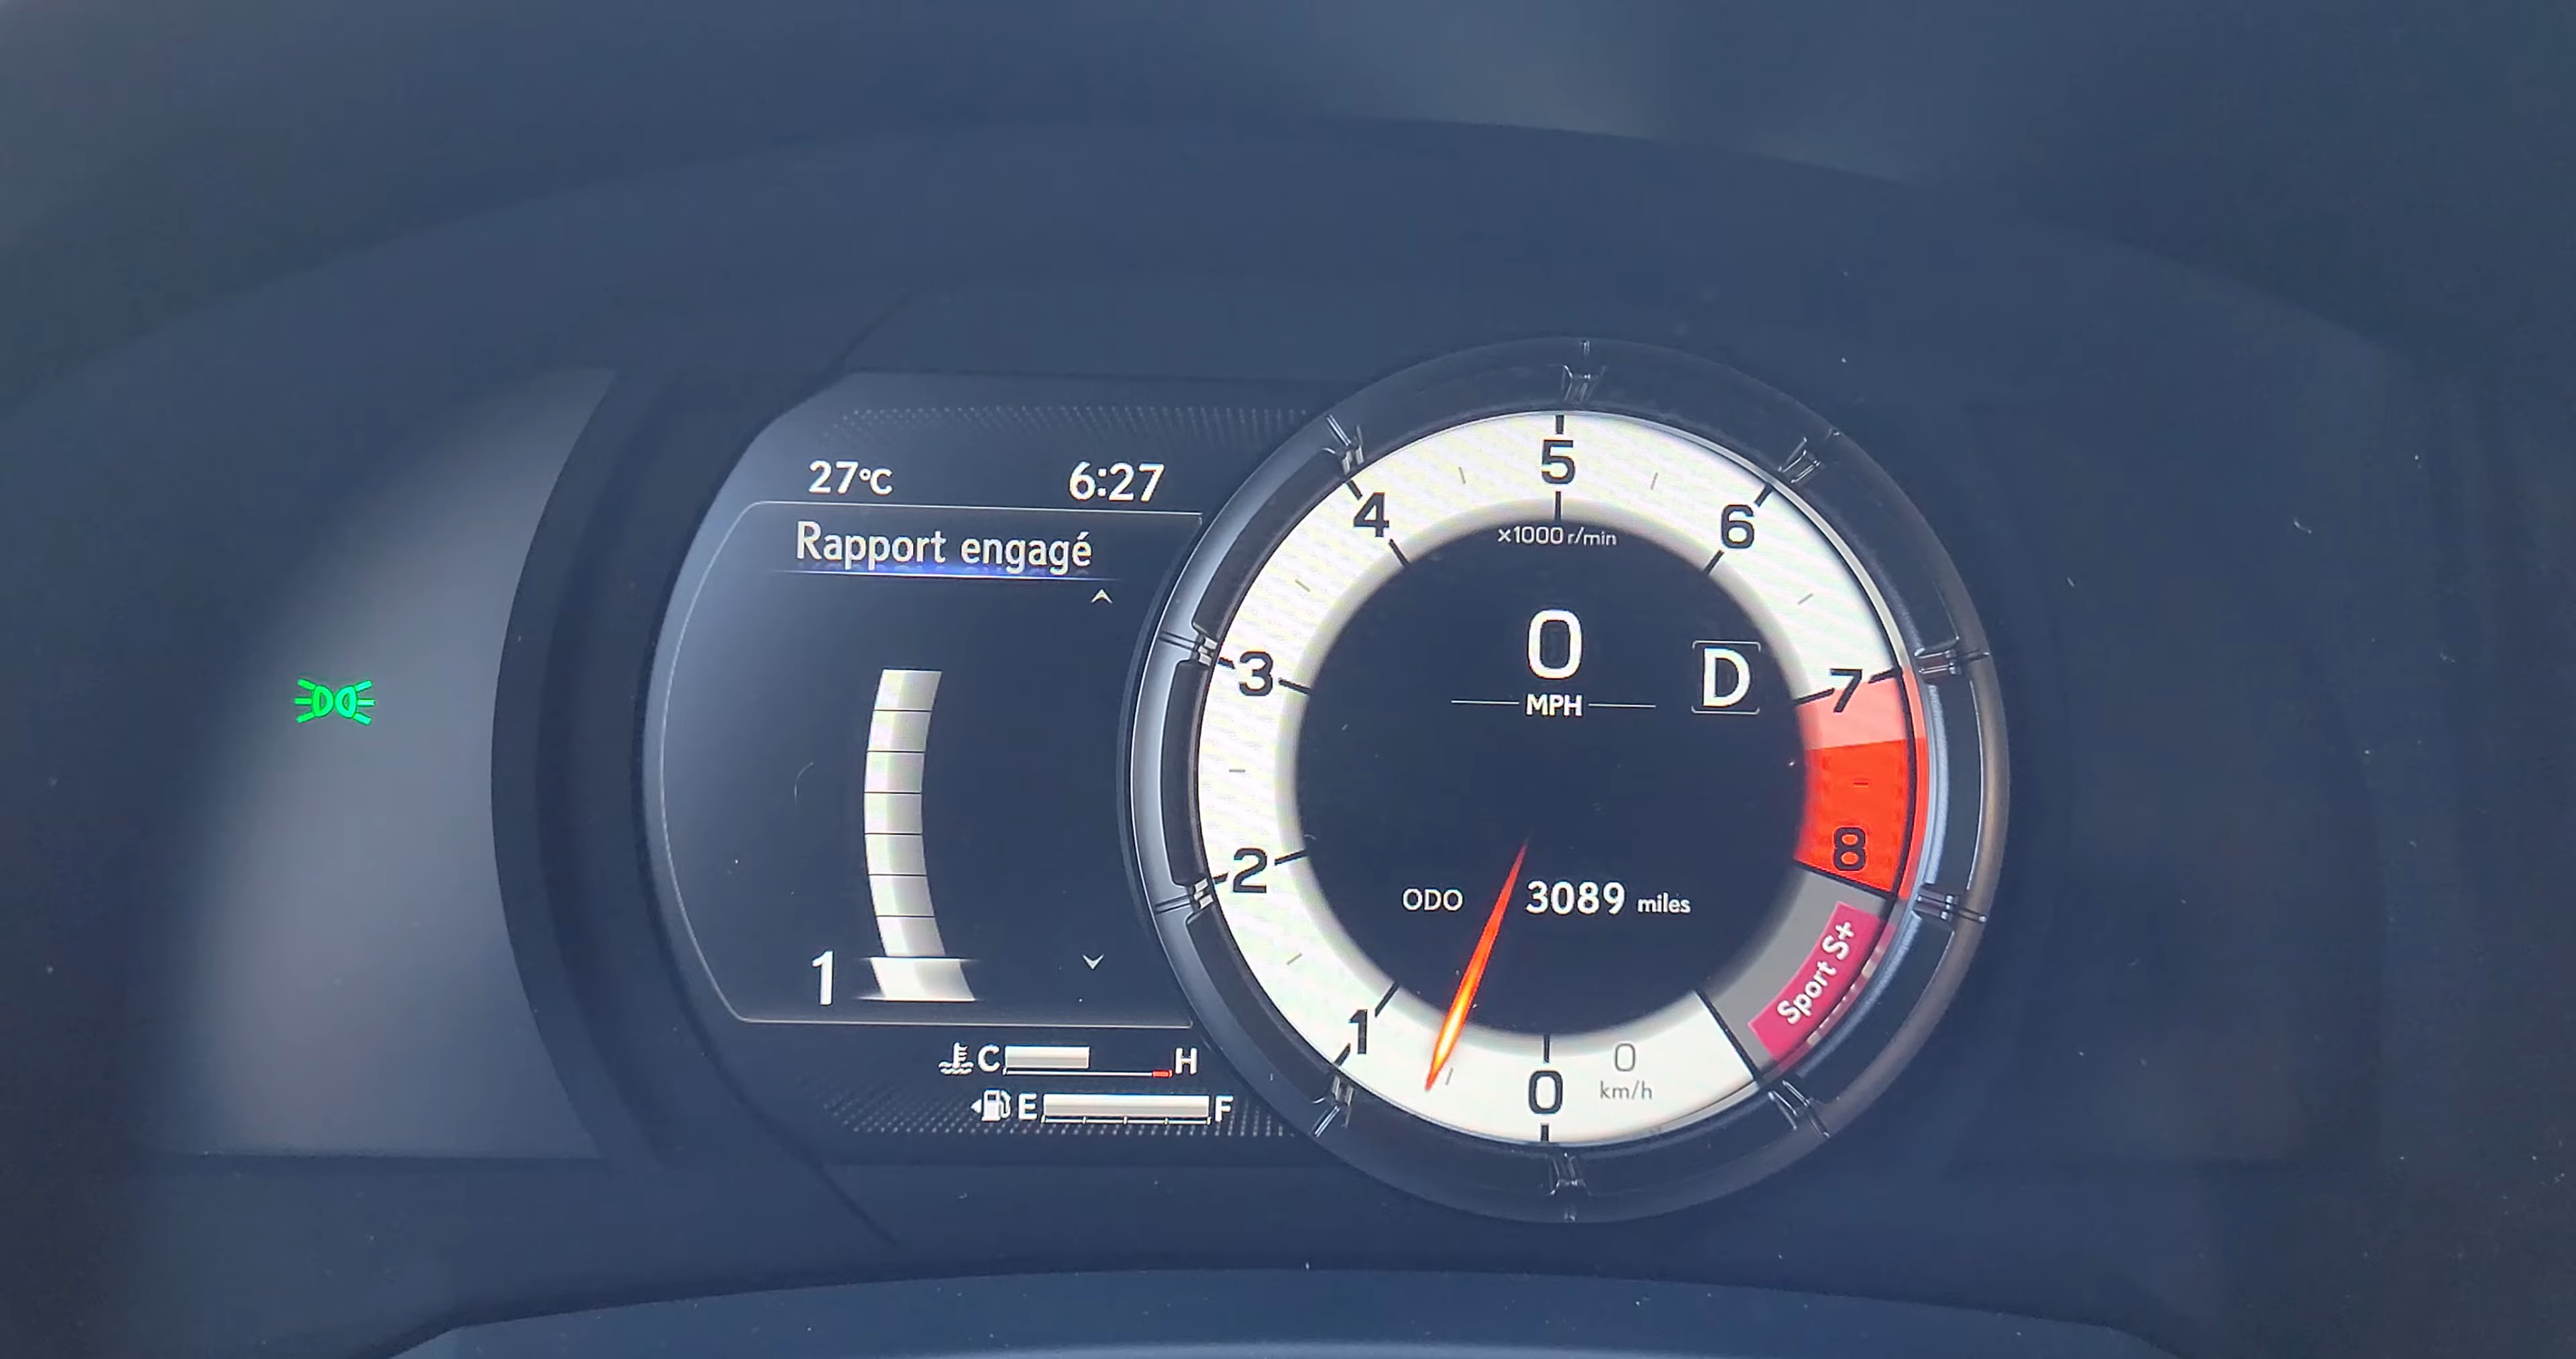 27°C 6:27
Rapport engagé
1
C H
E F
5
4 6
x1000 r/min
3 7
0
MPH
D
2 8
ODO 3089 miles
Sport S+
1
0
0
km/h